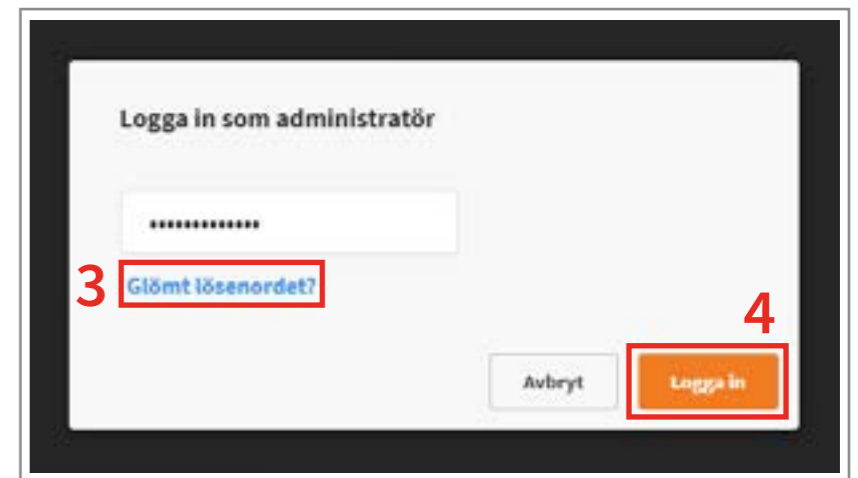 Logga in som administratör
•••••••••••••
3 Glömt lösenordet?
4
Avbryt Logga in